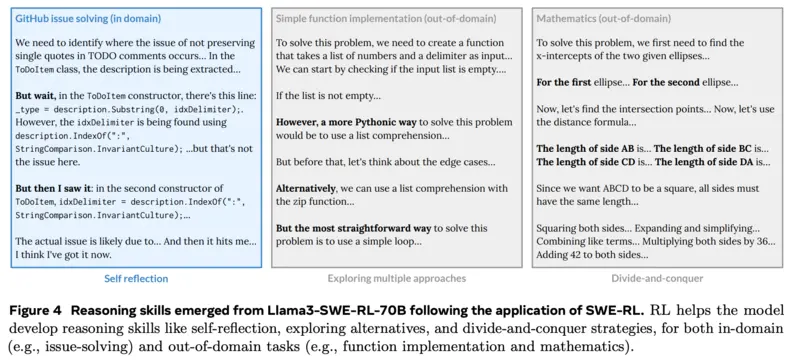 GitHub issue solving (in domain)
We need to identify where the issue of not preserving
single quotes in TODO comments occurs... In the
ToDoItem class, the description is being extracted...
But wait, in the ToDoItem constructor, there's this line:
_type = description.Substring(0, idxDelimiter);.
However, the idxDelimiter is being found using
description.IndexOf(":",
StringComparison.InvariantCulture); ...but that's not
the issue here.
But then I saw it: in the second constructor of
ToDoItem, idxDelimiter = description.IndexOf(":",
StringComparison.InvariantCulture);...
The actual issue is likely due to... And then it hits me...
I think I've got it now.
Self reflection
Simple function implementation (out-of-domain)
To solve this problem, we need to create a function
that takes a list of numbers and a delimiter as input...
We can start by checking if the input list is empty....
If the list is not empty...
However, a more Pythonic way to solve this problem
would be to use a list comprehension...
But before that, let's think about the edge cases...
Alternatively, we can use a list comprehension with
the zip function...
But the most straightforward way to solve this
problem is to use a simple loop...
Exploring multiple approaches
Mathematics (out-of-domain)
To solve this problem, we first need to find the
x-intercepts of the two given ellipses...
For the first ellipse... For the second ellipse...
Now, let's find the intersection points... Now, let's use
the distance formula...
The length of side AB is... The length of side BC is...
The length of side CD is... The length of side DA is...
Since we want ABCD to be a square, all sides must
have the same length...
Squaring both sides... Expanding and simplifying...
Combining like terms... Multiplying both sides by 36...
Adding 42 to both sides...
Divide-and-conquer
Figure 4 Reasoning skills emerged from Llama3-SWE-RL-70B following the application of SWE-RL. RL helps the model
develop reasoning skills like self-reflection, exploring alternatives, and divide-and-conquer strategies, for both in-domain
(e.g., issue-solving) and out-of-domain tasks (e.g., function implementation and mathematics).